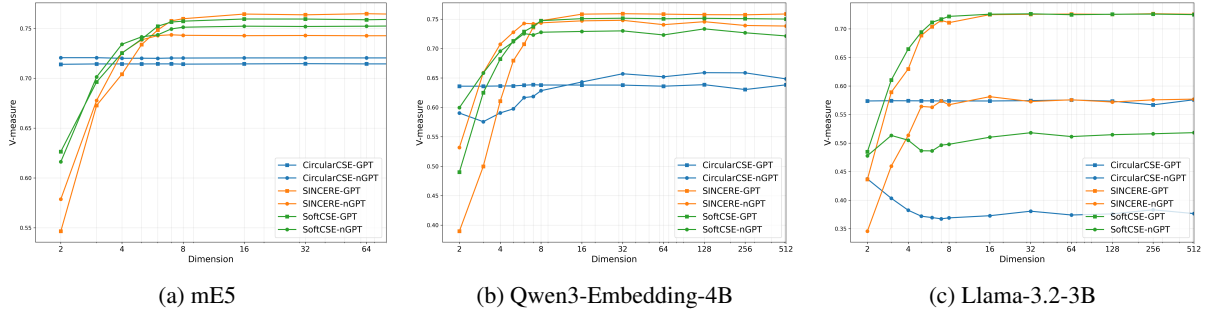 0.75
0.70
0.65
0.60
0.55
V-measure
2
4
8
16
32
64
Dimension
CircularCSE-GPT
CircularCSE-nGPT
SINCERE-GPT
SINCERE-nGPT
SoftCSE-GPT
SoftCSE-nGPT
(a) mE5
0.75
0.70
0.65
0.60
0.55
0.50
0.45
0.40
V-measure
2
4
8
16
32
64
128
256
512
Dimension
CircularCSE-GPT
CircularCSE-nGPT
SINCERE-GPT
SINCERE-nGPT
SoftCSE-GPT
SoftCSE-nGPT
(b) Qwen3-Embedding-4B
0.70
0.65
0.60
0.55
0.50
0.45
0.40
0.35
V-measure
2
4
8
16
32
64
128
256
512
Dimension
CircularCSE-GPT
CircularCSE-nGPT
SINCERE-GPT
SINCERE-nGPT
SoftCSE-GPT
SoftCSE-nGPT
(c) Llama-3.2-3B